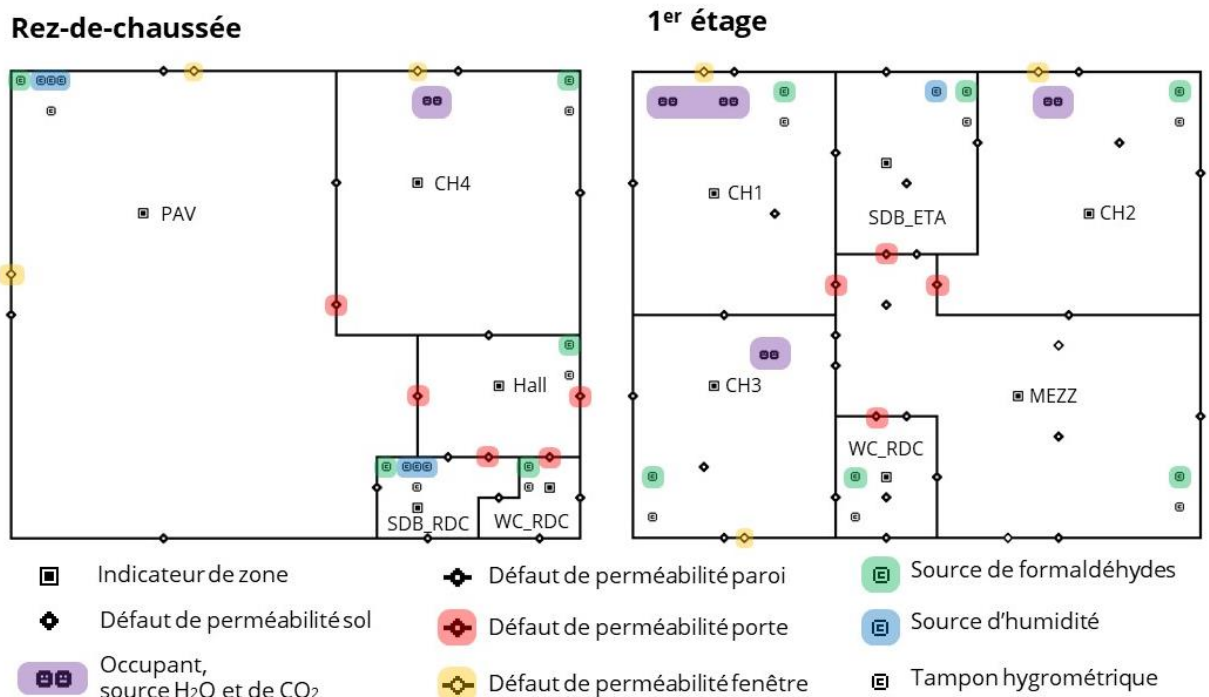 Rez-de-chaussée
1er étage
PAV
CH4
Hall
SDB_RDC
WC_RDC
CH1
SDB_ETA
CH2
CH3
MEZZ
WC_RDC
Indicateur de zone
Défaut de perméabilité paroi
Source de formaldéhydes
Défaut de perméabilité sol
Défaut de perméabilité porte
Source d'humidité
Occupant,
source H2O et de CO2
Défaut de perméabilité fenêtre
Tampon hygrométrique